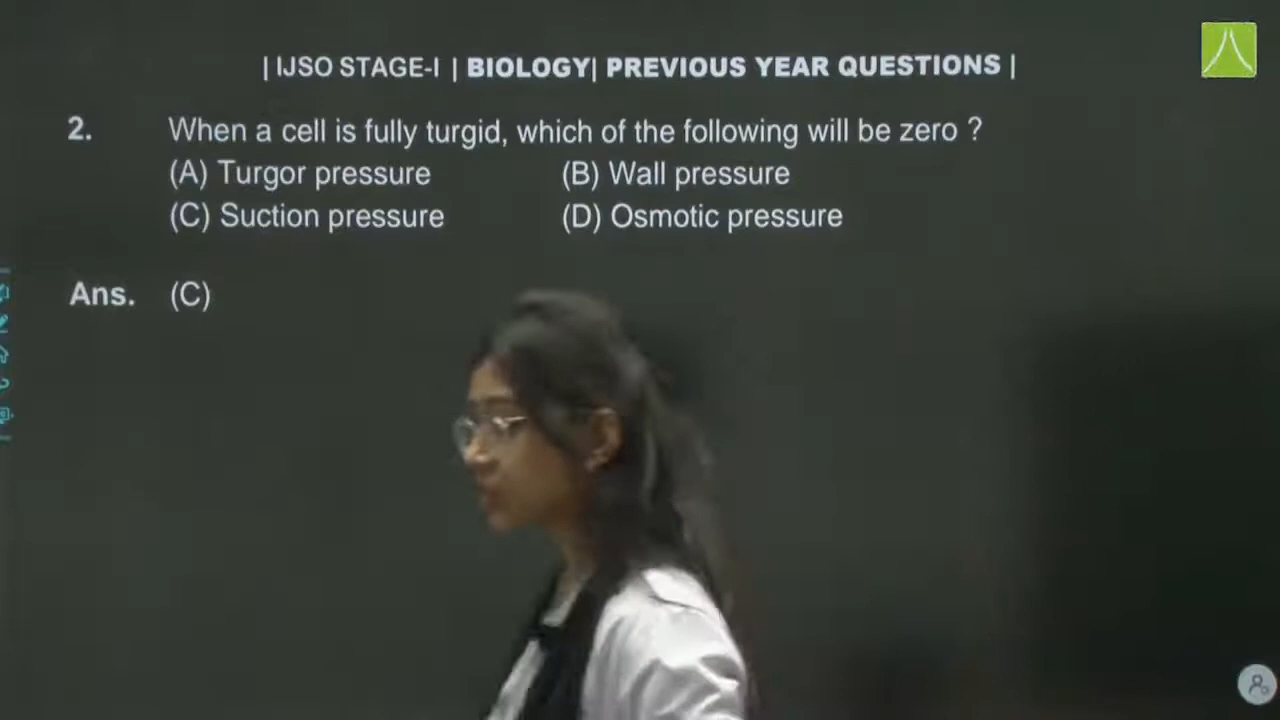 | IJSO STAGE-I | BIOLOGY| PREVIOUS YEAR QUESTIONS |
2. When a cell is fully turgid, which of the following will be zero ?
(A) Turgor pressure (B) Wall pressure
(C) Suction pressure (D) Osmotic pressure
Ans. (C)